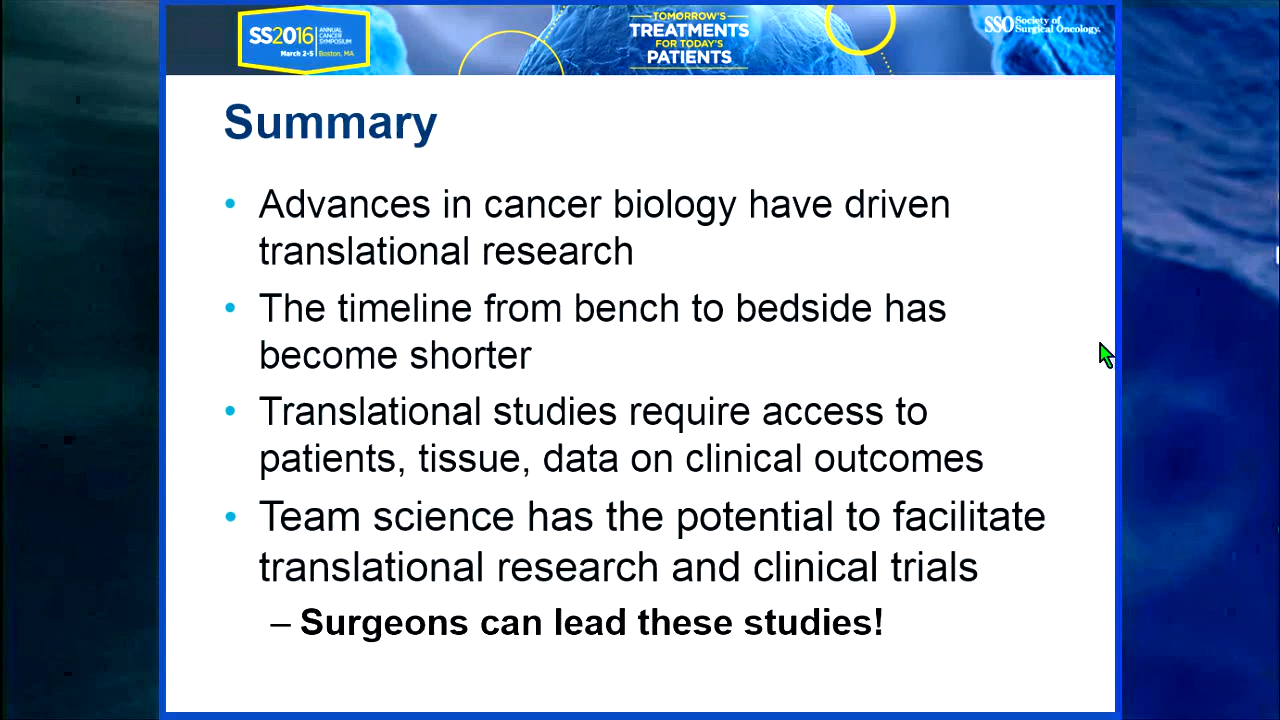 SS2016 ANNUAL CANCER SYMPOSIUM
March 2-5 | Boston, MA
TOMORROW'S
TREATMENTS
FOR TODAY'S
PATIENTS
SSO Society of Surgical Oncology.
Summary
• Advances in cancer biology have driven
translational research
• The timeline from bench to bedside has
become shorter
• Translational studies require access to
patients, tissue, data on clinical outcomes
• Team science has the potential to facilitate
translational research and clinical trials
– Surgeons can lead these studies!